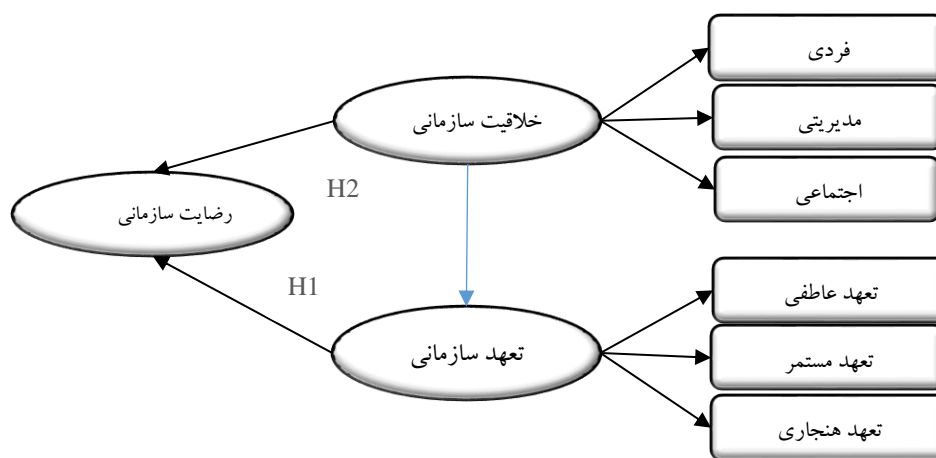 فردی
خلاقیت سازمانی
مدیریتی
اجتماعی
H2
رضایت سازمانی
H1
تعهد عاطفی
تعهد سازمانی
تعهد مستمر
تعهد هنجاری